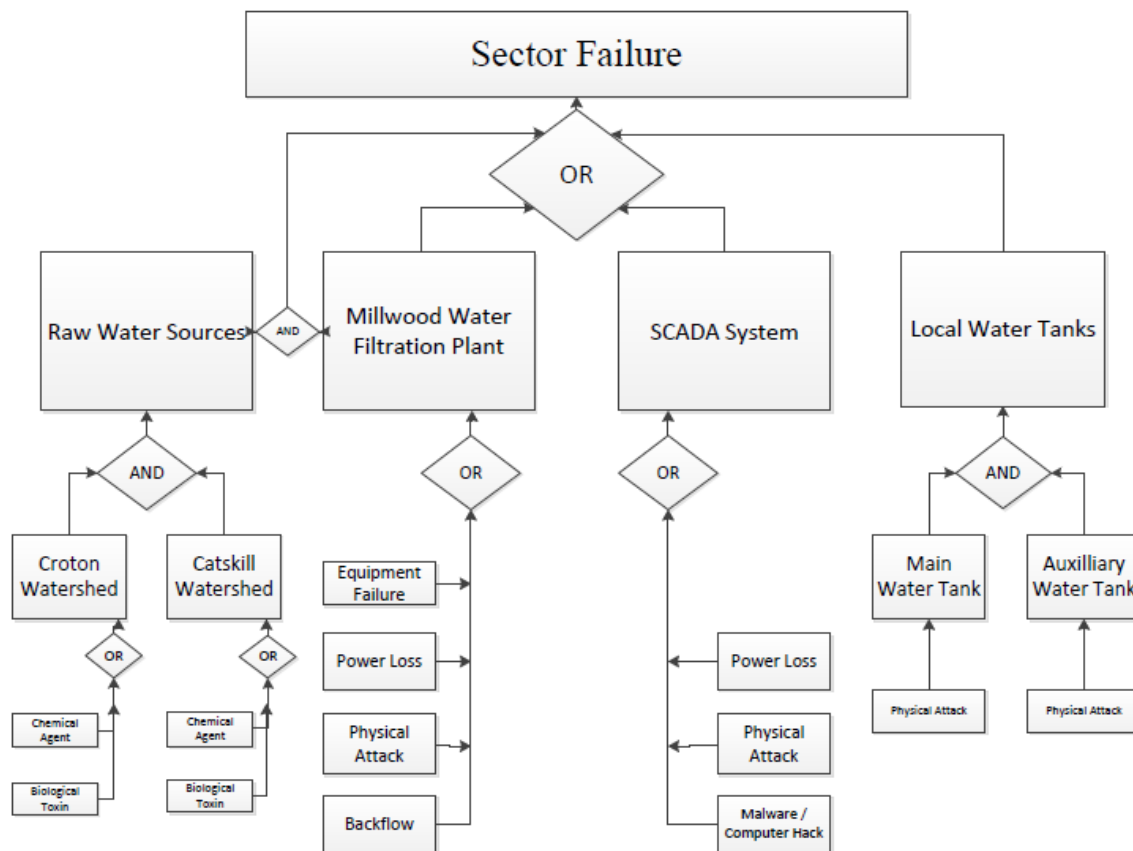 Sector Failure
OR
Raw Water Sources
AND
Millwood Water
Filtration Plant
SCADA System
Local Water Tanks
AND
OR
OR
AND
Croton
Watershed
Catskill
Watershed
Equipment
Failure
Main
Water Tank
Auxilliary
Water Tank
OR
OR
Power Loss
Power Loss
Physical Attack
Physical Attack
Chemical
Agent
Chemical
Agent
Physical
Attack
Physical
Attack
Biological
Toxin
Biological
Toxin
Backflow
Malware /
Computer Hack